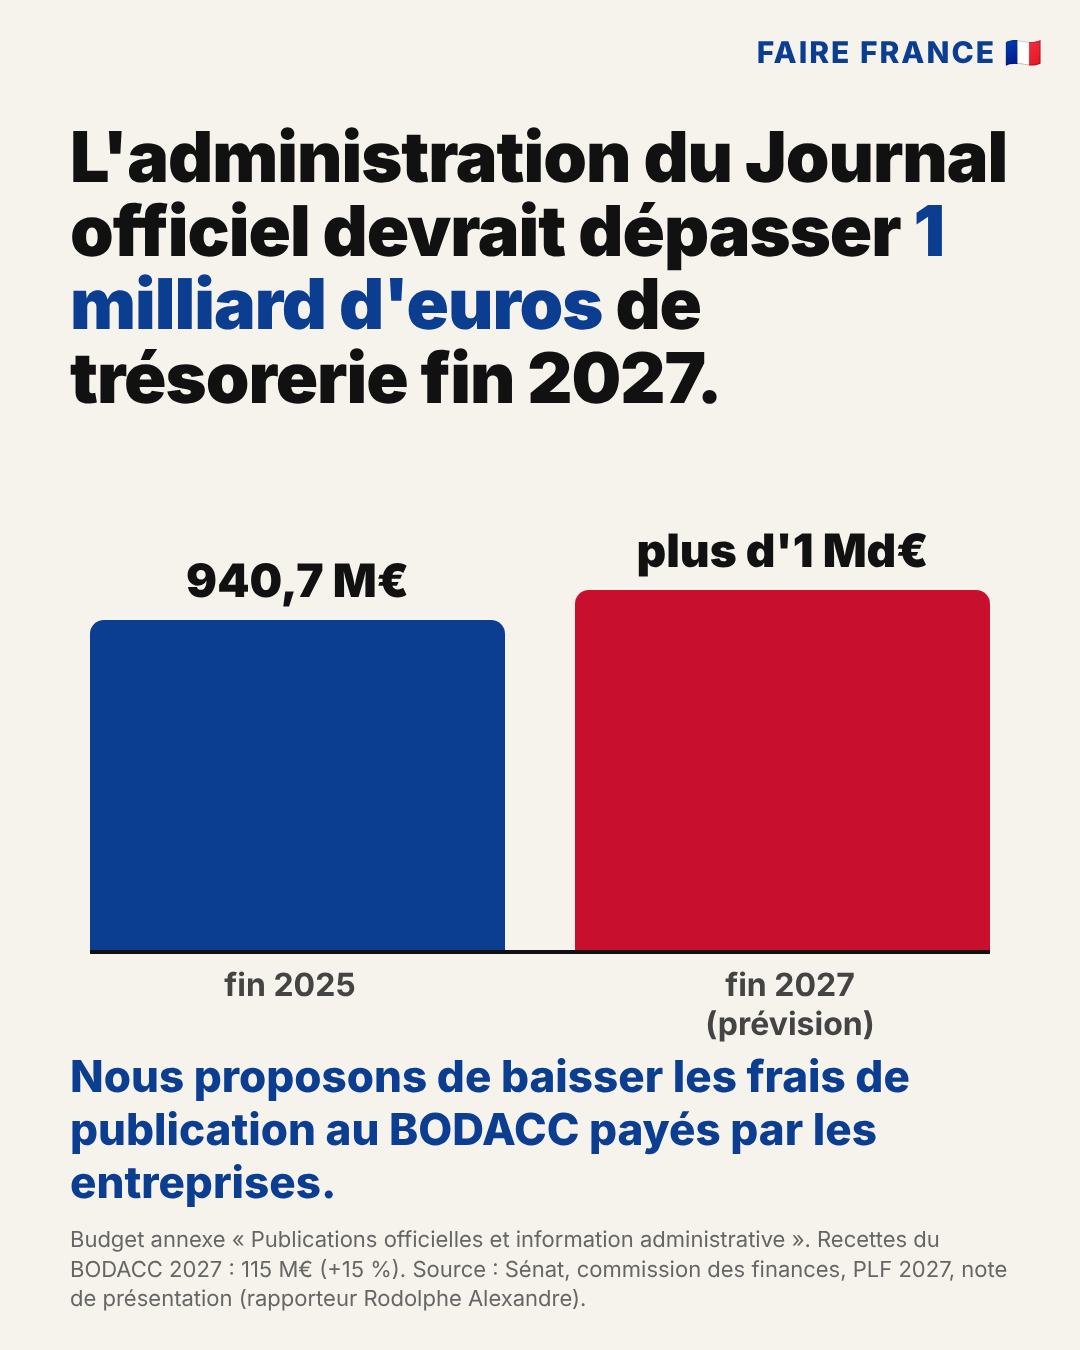 FAIRE FRANCE 🇫🇷
L'administration du Journal
officiel devrait dépasser 1
milliard d'euros de
trésorerie fin 2027.
plus d'1 Md€
940,7 M€
fin 2025
fin 2027
(prévision)
Nous proposons de baisser les frais de
publication au BODACC payés par les
entreprises.
Budget annexe « Publications officielles et information administrative ». Recettes du
BODACC 2027 : 115 M€ (+15 %). Source : Sénat, commission des finances, PLF 2027, note
de présentation (rapporteur Rodolphe Alexandre).